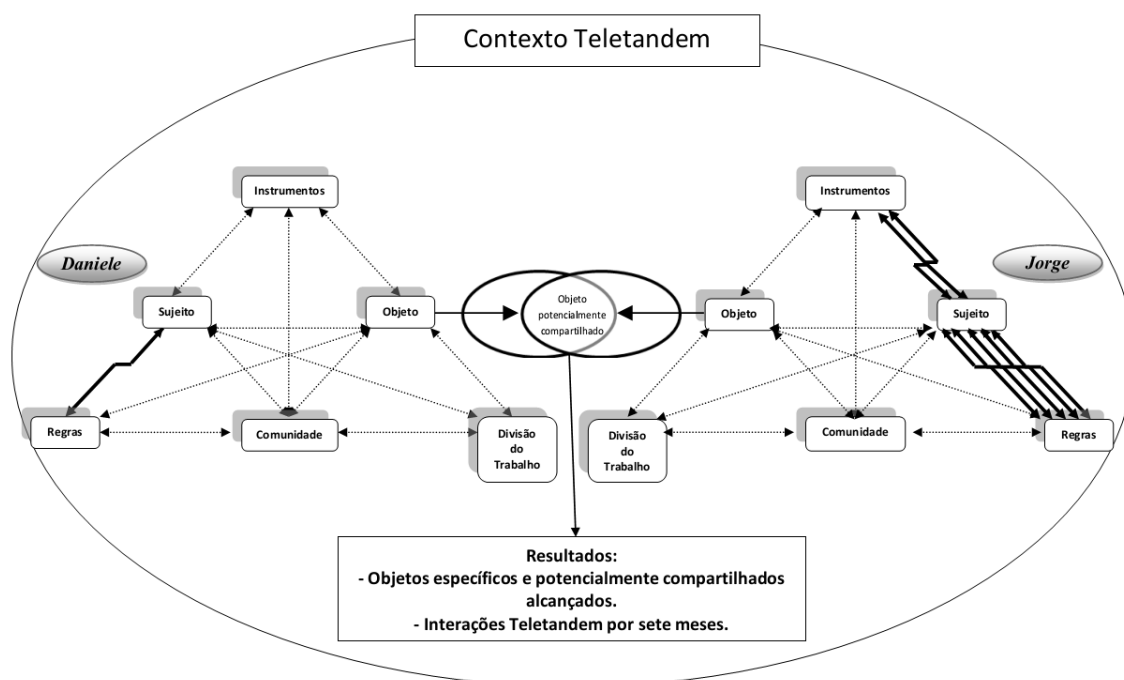 Contexto Teletandem
Instrumentos
Instrumentos
Daniele
Jorge
Sujeito
Objeto
Objeto
potencialmente
compartilhado
Objeto
Sujeito
Regras
Comunidade
Divisão
do
Trabalho
Divisão
do
Trabalho
Comunidade
Regras
Resultados:
- Objetos específicos e potencialmente compartilhados
alcançados.
- Interações Teletandem por sete meses.